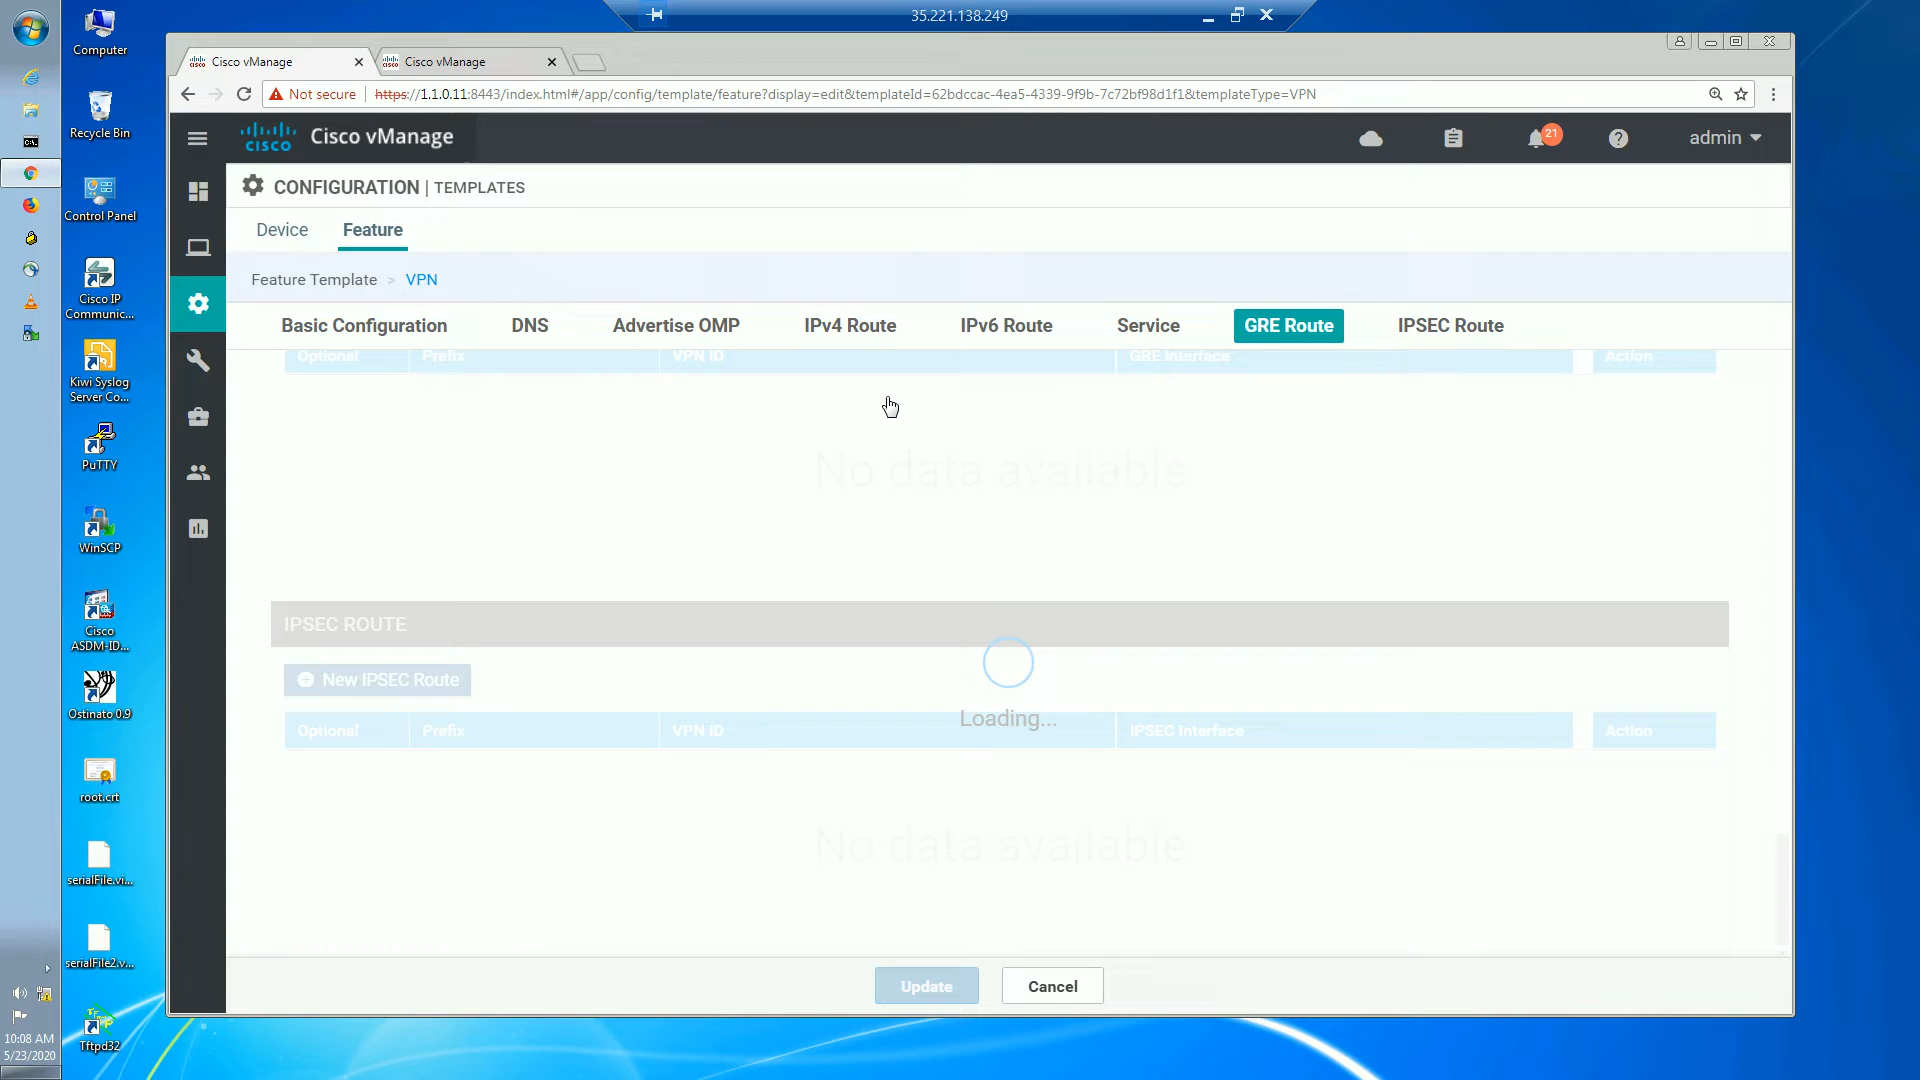 35.221.138.249
Computer
Recycle Bin
Control Panel
Cisco IP
Communic...
Kiwi Syslog
Server Co...
PuTTY
WinSCP
Cisco
ASDM-ID...
Ostinato 0.9
root.crt
serialFile.vi...
serialFile2.v...
Tftpd32
10:08 AM
5/23/2020
Cisco vManage
Cisco vManage
Not secure
https://1.1.0.11:8443/index.html#/app/config/template/feature?display=edit&templateId=62bdccac-4ea5-4339-9f9b-7c72bf98d1f1&templateType=VPN
cisco Cisco vManage
21
admin
CONFIGURATION | TEMPLATES
Device Feature
Feature Template > VPN
Basic Configuration DNS Advertise OMP IPv4 Route IPv6 Route Service GRE Route IPSEC Route
Optional Prefix VPN ID GRE Interface Action
No data available
IPSEC ROUTE
New IPSEC Route
Loading...
Optional Prefix VPN ID IPSEC Interface Action
No data available
Update Cancel